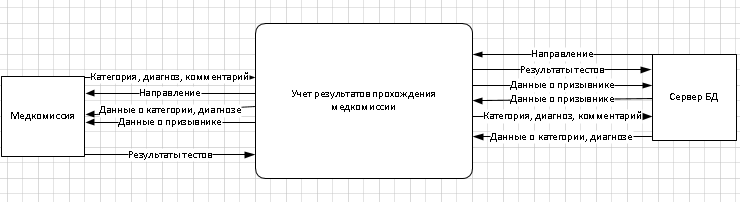 Медкомиссия
Категория, диагноз, комментарий
Направление
Данные о категории, диагнозе
Данные о призывнике
Результаты тестов
Учет результатов прохождения
медкомиссии
Направление
Результаты тестов
Данные о призывнике
Данные о призывнике
Категория, диагноз, комментарий
Данные о категории, диагнозе
Сервер БД